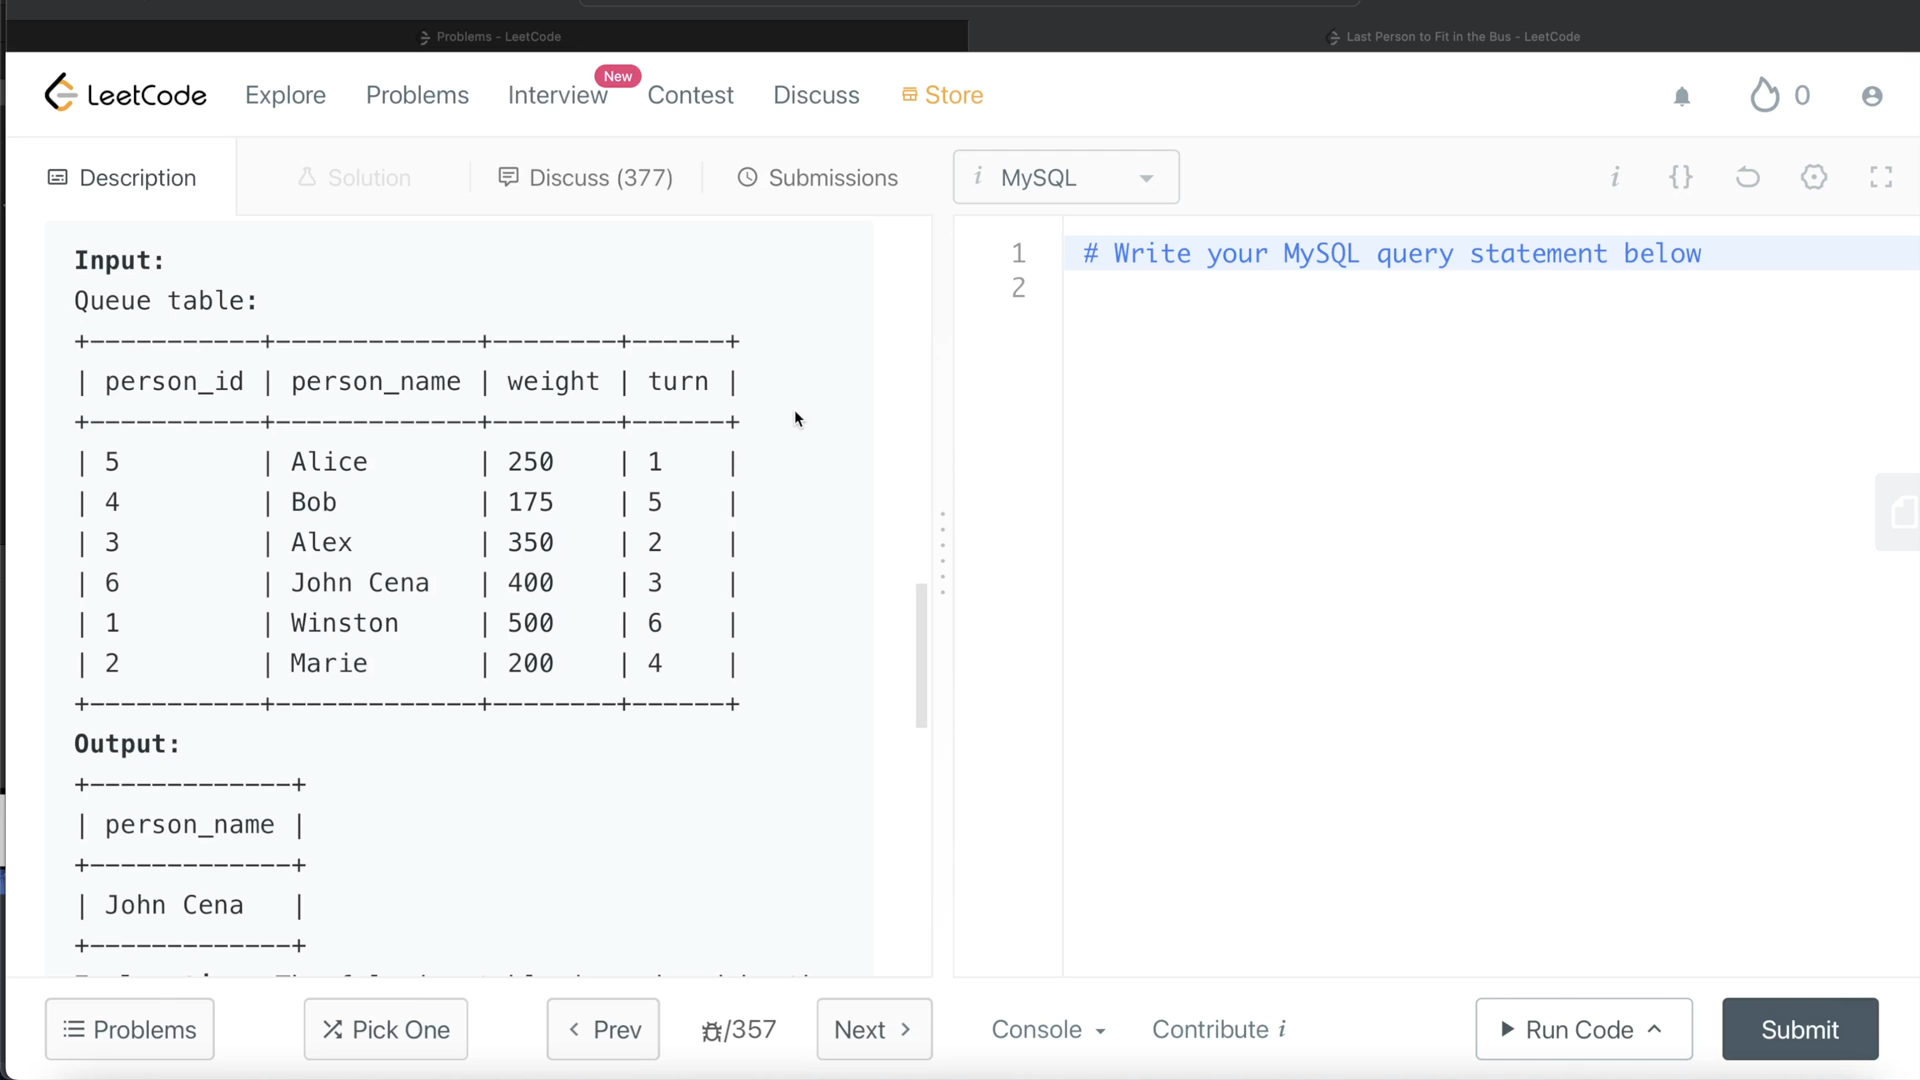 Problems - LeetCode
Last Person to Fit in the Bus - LeetCode
LeetCode
Explore
Problems
Interview
New
Contest
Discuss
Store
0
Description
Solution
Discuss (377)
Submissions
i MySQL
i
{}
Input:
Queue table:
+-----------+-------------+--------+------+
| person_id | person_name | weight | turn |
+-----------+-------------+--------+------+
| 5         | Alice       | 250    | 1    |
| 4         | Bob         | 175    | 5    |
| 3         | Alex        | 350    | 2    |
| 6         | John Cena   | 400    | 3    |
| 1         | Winston     | 500    | 6    |
| 2         | Marie       | 200    | 4    |
+-----------+-------------+--------+------+
Output:
+-------------+
| person_name |
+-------------+
| John Cena   |
+-------------+
1 # Write your MySQL query statement below
2
Problems
Pick One
< Prev
/357
Next >
Console
Contribute i
Run Code
Submit